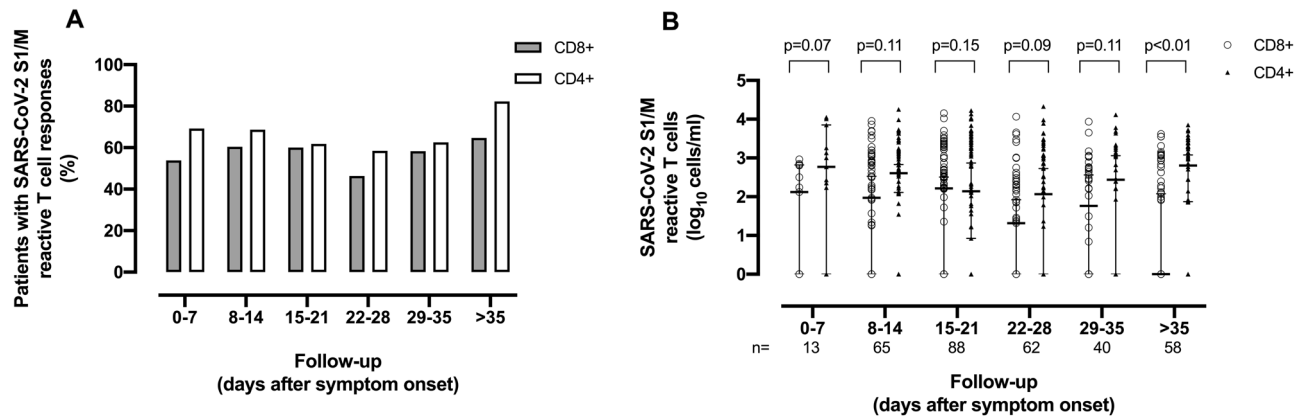 A
Patients with SARS-CoV-2 S1/M
reactive T cell responses
(%)
100
80
60
40
20
0
CD8+
CD4+
0-7 8-14 15-21 22-28 29-35 >35
Follow-up
(days after symptom onset)
B
p=0.07 p=0.11 p=0.15 p=0.09 p=0.11 p<0.01
CD8+
CD4+
SARS-CoV-2 S1/M
reactive T cells
(log10 cells/ml)
5
4
3
2
1
0
0-7 8-14 15-21 22-28 29-35 >35
n= 13 65 88 62 40 58
Follow-up
(days after symptom onset)